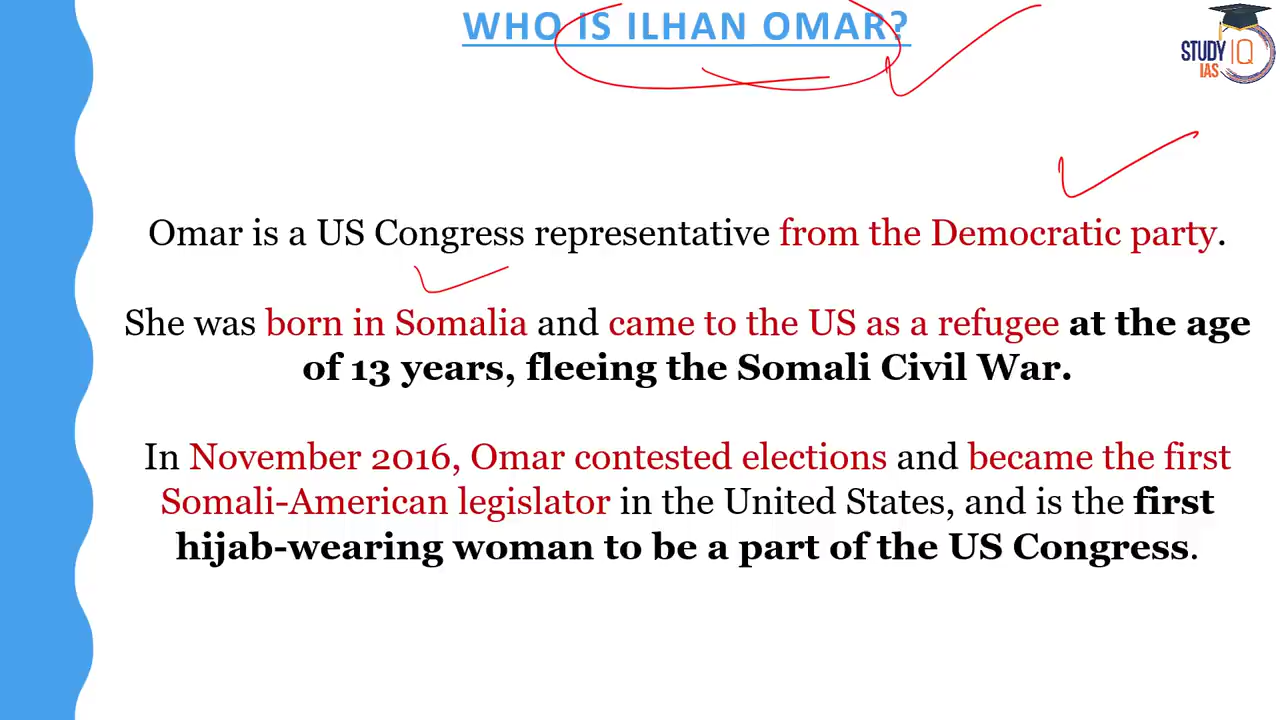 WHO IS ILHAN OMAR?
STUDY IQ
IAS
Omar is a US Congress representative from the Democratic party.
She was born in Somalia and came to the US as a refugee at the age
of 13 years, fleeing the Somali Civil War.
In November 2016, Omar contested elections and became the first
Somali-American legislator in the United States, and is the first
hijab-wearing woman to be a part of the US Congress.